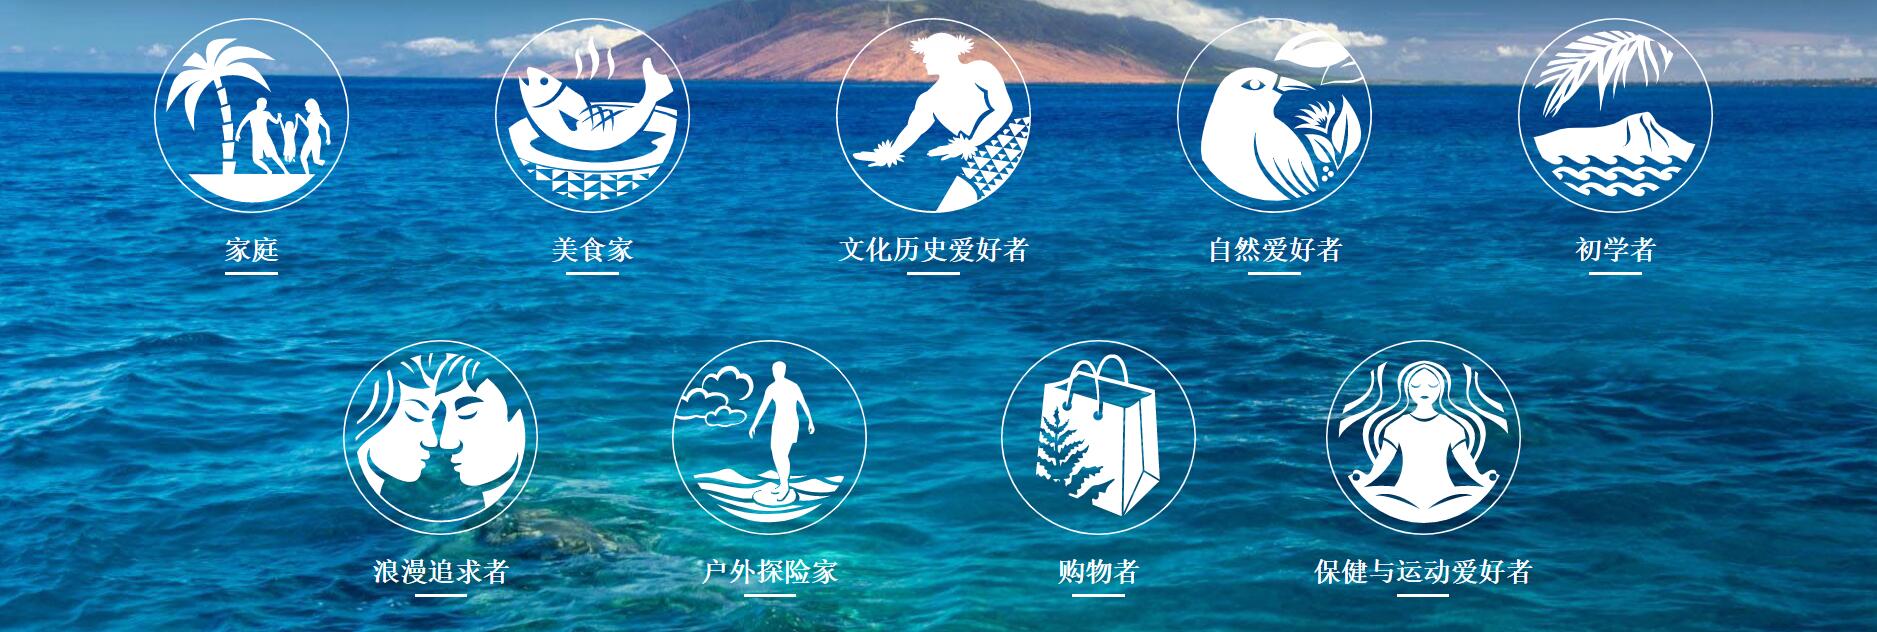 家庭
美食家
文化历史爱好者
自然爱好者
初学者
浪漫追求者
户外探险家
购物者
保健与运动爱好者